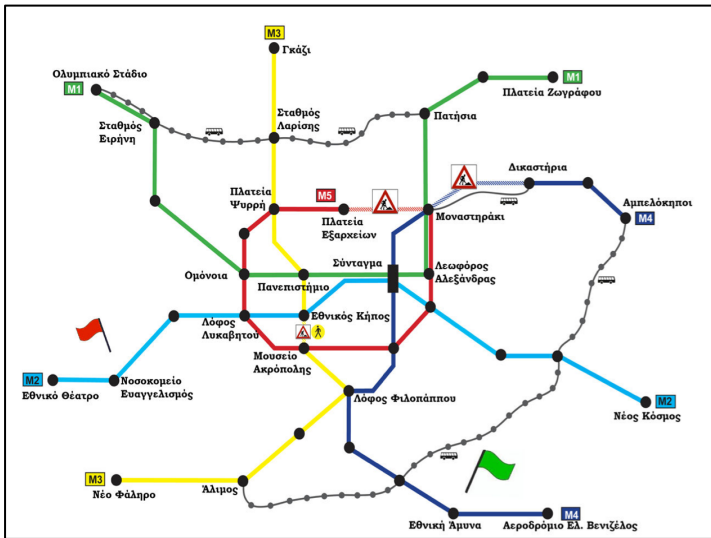 M3
Γκάζι
Ολυμπιακό Στάδιο
M1
M1
Πλατεία Ζωγράφου
Σταθμός
Ειρήνη
Σταθμός
Λαρίσης
Πατήσια
Δικαστήρια
Πλατεία
Ψυρρή
M5
Πλατεία
Εξαρχείων
Μοναστηράκι
Αμπελόκηποι
M4
Ομόνοια
Πανεπιστήμιο
Σύνταγμα
Λεωφόρος
Αλεξάνδρας
Λόφος
Λυκαβητού
Εθνικός Κήπος
Μουσείο
Ακρόπολης
M2
Εθνικό Θέατρο
Νοσοκομείο
Ευαγγελισμός
Λόφος Φιλοπάππου
M2
Νέος Κόσμος
M3
Νέο Φάληρο
Άλιμος
Εθνική Άμυνα
Αεροδρόμιο Ελ. Βενιζέλος
M4